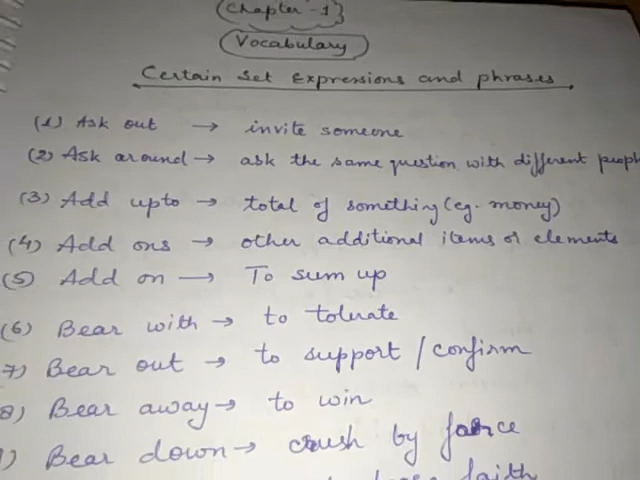 Chapter - 1
Vocabulary
Certain set expressions and phrases
(1) Ask out → invite someone
(2) Ask around → ask the same question with different peopl
(3) Add upto → total of something (eg. money)
(4) Add ons → other additional items or elements
(5) Add on → To sum up
(6) Bear with → to tolerate
7) Bear out → to support / confirm
8) Bear away → to win
) Bear down → crush by force
faith